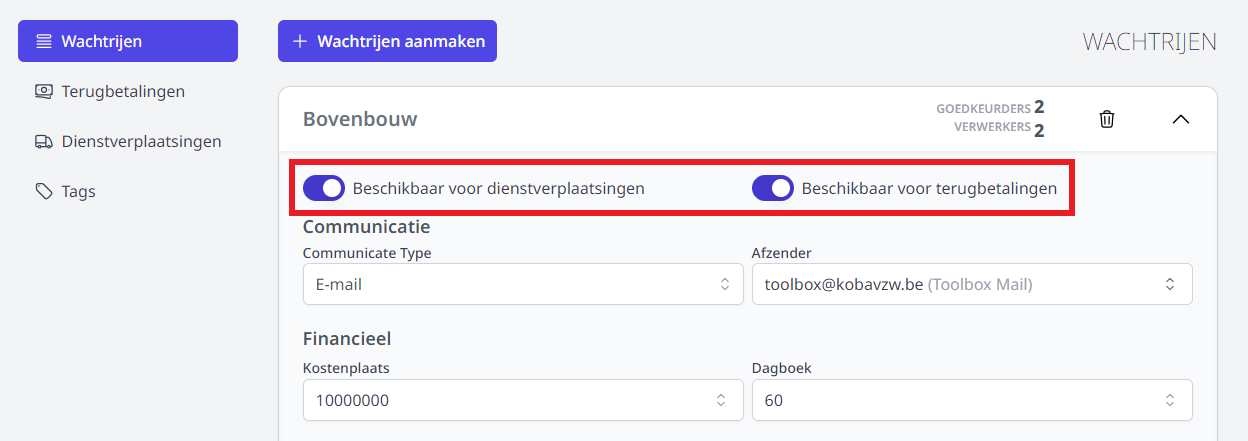 Wachtrijen
Terugbetalingen
Dienstverplaatsingen
Tags
Wachtrijen aanmaken
WACHTRIJEN
Bovenbouw
GOEDKEURDERS 2
VERWERKERS 2
Beschikbaar voor dienstverplaatsingen
Beschikbaar voor terugbetalingen
Communicatie
Communicate Type
E-mail
Afzender
toolbox@kobavzw.be (Toolbox Mail)
Financieel
Kostenplaats
10000000
Dagboek
60